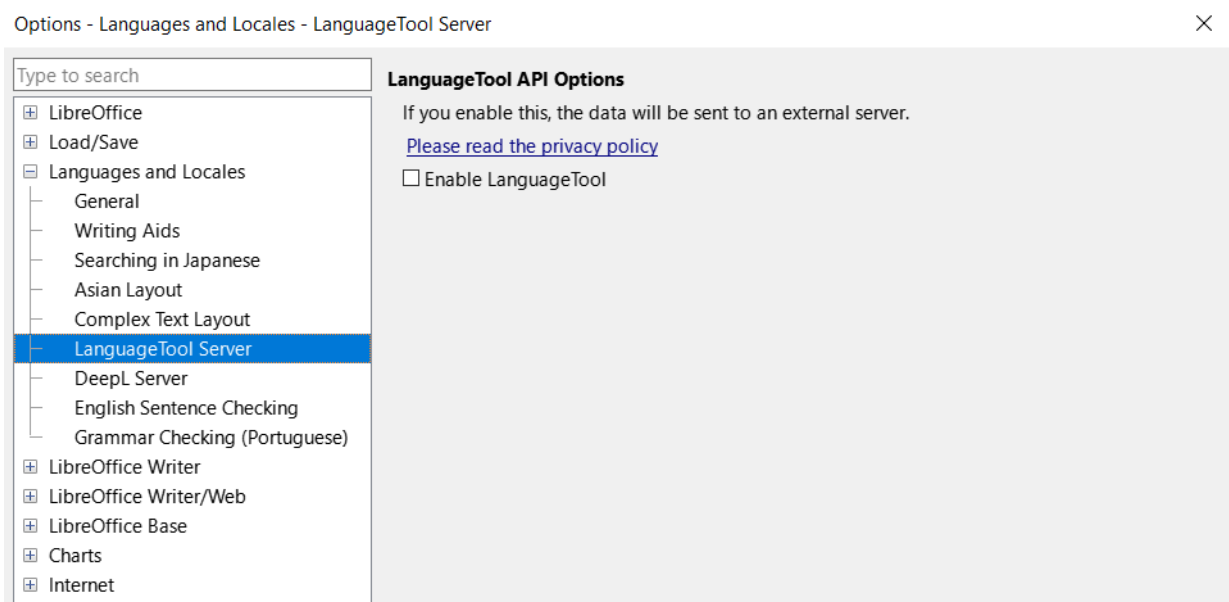 Options - Languages and Locales - LanguageTool Server
Type to search
LibreOffice
Load/Save
Languages and Locales
General
Writing Aids
Searching in Japanese
Asian Layout
Complex Text Layout
LanguageTool Server
DeepL Server
English Sentence Checking
Grammar Checking (Portuguese)
LibreOffice Writer
LibreOffice Writer/Web
LibreOffice Base
Charts
Internet
LanguageTool API Options
If you enable this, the data will be sent to an external server.
Please read the privacy policy
Enable LanguageTool